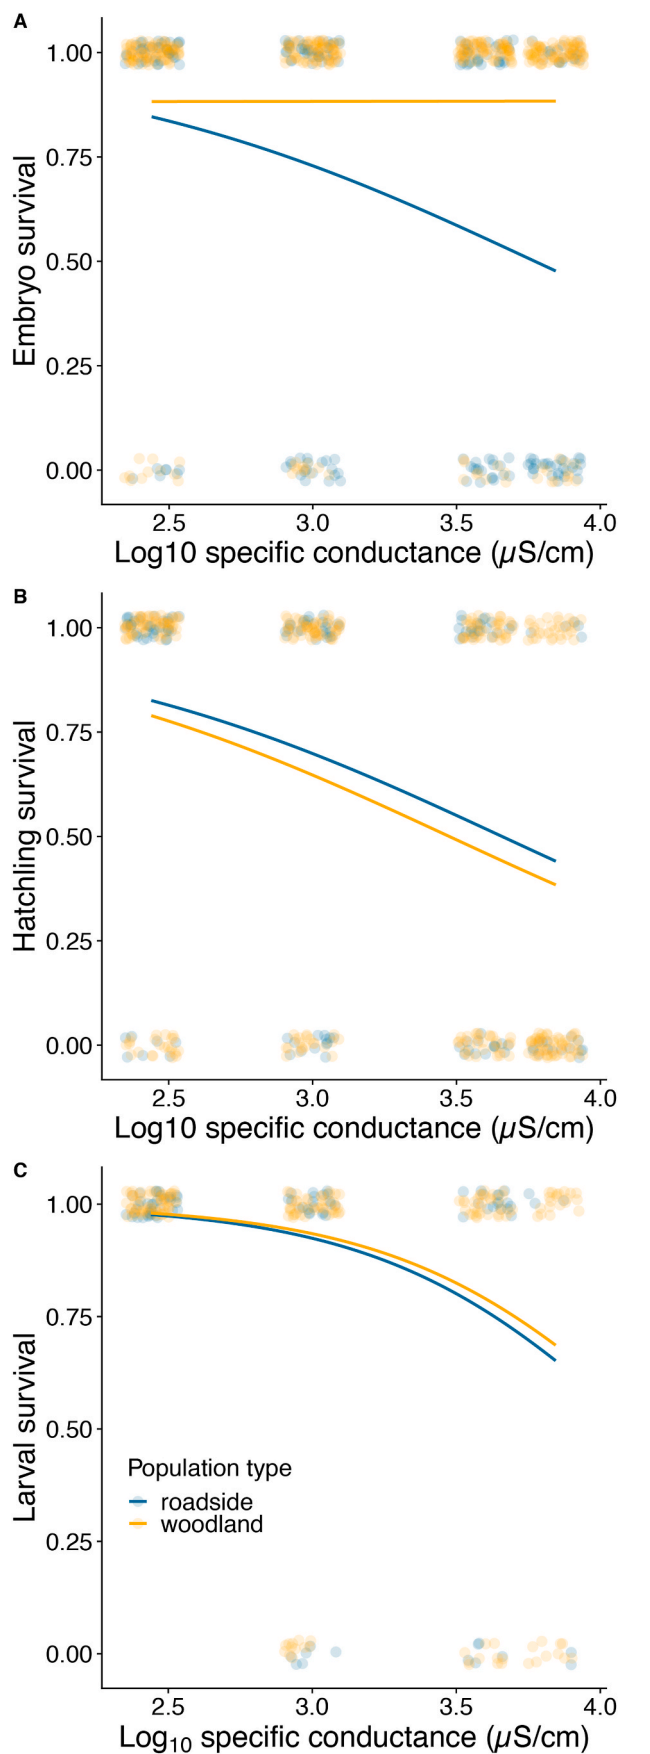 A
1.00
0.75
0.50
0.25
0.00
Embryo survival
2.5 3.0 3.5 4.0
Log10 specific conductance (µS/cm)
B
1.00
0.75
0.50
0.25
0.00
Hatchling survival
2.5 3.0 3.5 4.0
Log10 specific conductance (µS/cm)
C
1.00
0.75
0.50
0.25
0.00
Larval survival
Population type
roadside
woodland
2.5 3.0 3.5 4.0
Log₁₀ specific conductance (µS/cm)